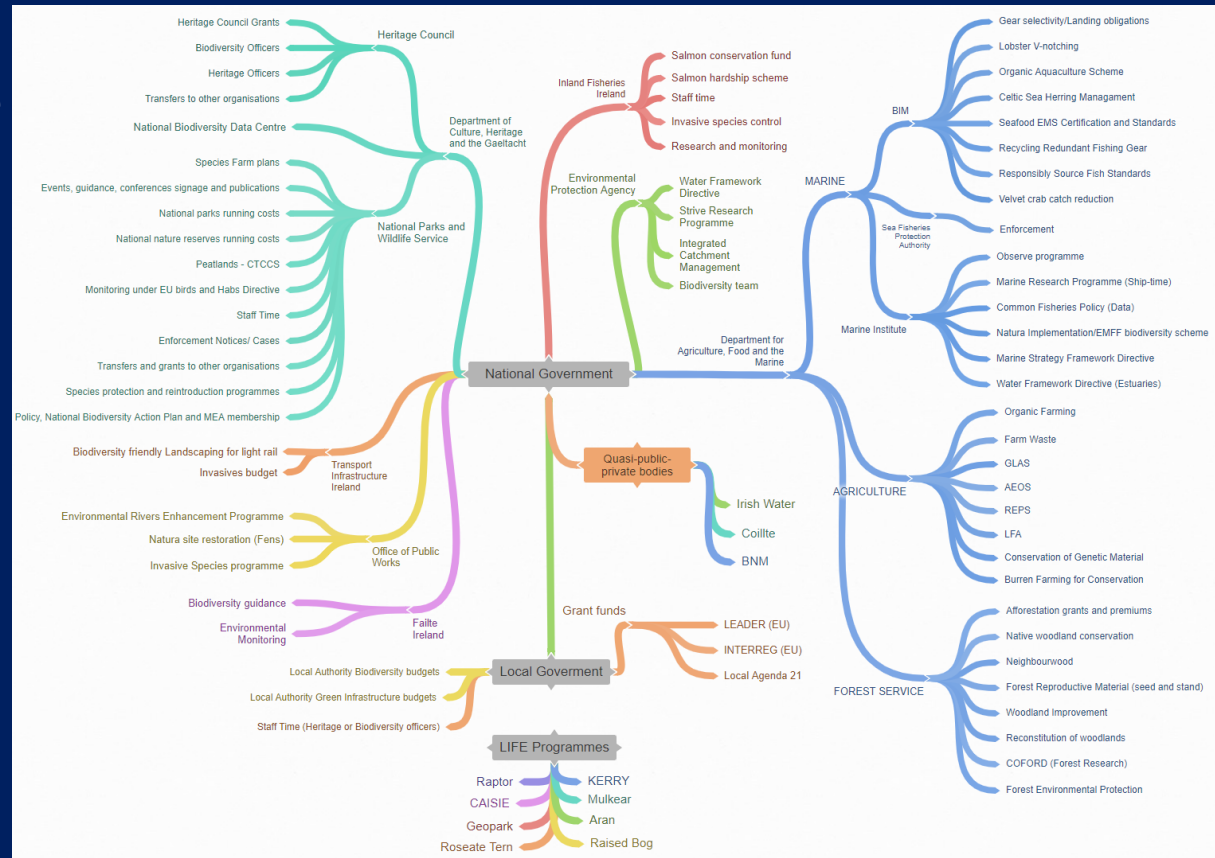 Heritage Council Grants
Biodiversity Officers
Heritage Officers
Transfers to other organisations
Heritage Council
National Biodiversity Data Centre
Department of
Culture, Heritage
and the Gaeltacht
Species Farm plans
Events, guidance, conferences signage and publications
National parks running costs
National nature reserves running costs
Peatlands - CTCCS
Monitoring under EU birds and Habs Directive
Staff Time
Enforcement Notices/ Cases
Transfers and grants to other organisations
Species protection and reintroduction programmes
Policy, National Biodiversity Action Plan and MEA membership
National Parks and
Wildlife Service
Biodiversity friendly Landscaping for light rail
Invasives budget
Transport
Infrastructure
Ireland
Environmental Rivers Enhancement Programme
Natura site restoration (Fens)
Invasive Species programme
Office of Public
Works
Biodiversity guidance
Environmental
Monitoring
Failte
Ireland
Inland Fisheries
Ireland
Salmon conservation fund
Salmon hardship scheme
Staff time
Invasive species control
Research and monitoring
Environmental
Protection Agency
Water Framework
Directive
Strive Research
Programme
Integrated
Catchment
Management
Biodiversity team
National Government
Department for
Agriculture, Food and the
Marine
MARINE
BIM
Gear selectivity/Landing obligations
Lobster V-notching
Organic Aquaculture Scheme
Celtic Sea Herring Managament
Seafood EMS Certification and Standards
Recycling Redundant Fishing Gear
Responsibly Source Fish Standards
Velvet crab catch reduction
Sea Fisheries
Protection
Authority
Enforcement
Marine Institute
Observe programme
Marine Research Programme (Ship-time)
Common Fisheries Policy (Data)
Natura Implementation/EMFF biodiversity scheme
Marine Strategy Framework Directive
Water Framework Directive (Estuaries)
AGRICULTURE
Organic Farming
Farm Waste
GLAS
AEOS
REPS
LFA
Conservation of Genetic Material
Burren Farming for Conservation
FOREST SERVICE
Afforestation grants and premiums
Native woodland conservation
Neighbourwood
Forest Reproductive Material (seed and stand)
Woodland Improvement
Reconstitution of woodlands
COFORD (Forest Research)
Forest Environmental Protection
Quasi-public-
private bodies
Irish Water
Coillte
BNM
Grant funds
LEADER (EU)
INTERREG (EU)
Local Agenda 21
Local Goverment
Local Authority Biodiversity budgets
Local Authority Green Infrastructure budgets
Staff Time (Heritage or Biodiversity officers)
LIFE Programmes
Raptor
CAISIE
Geopark
Roseate Tern
KERRY
Mulkear
Aran
Raised Bog